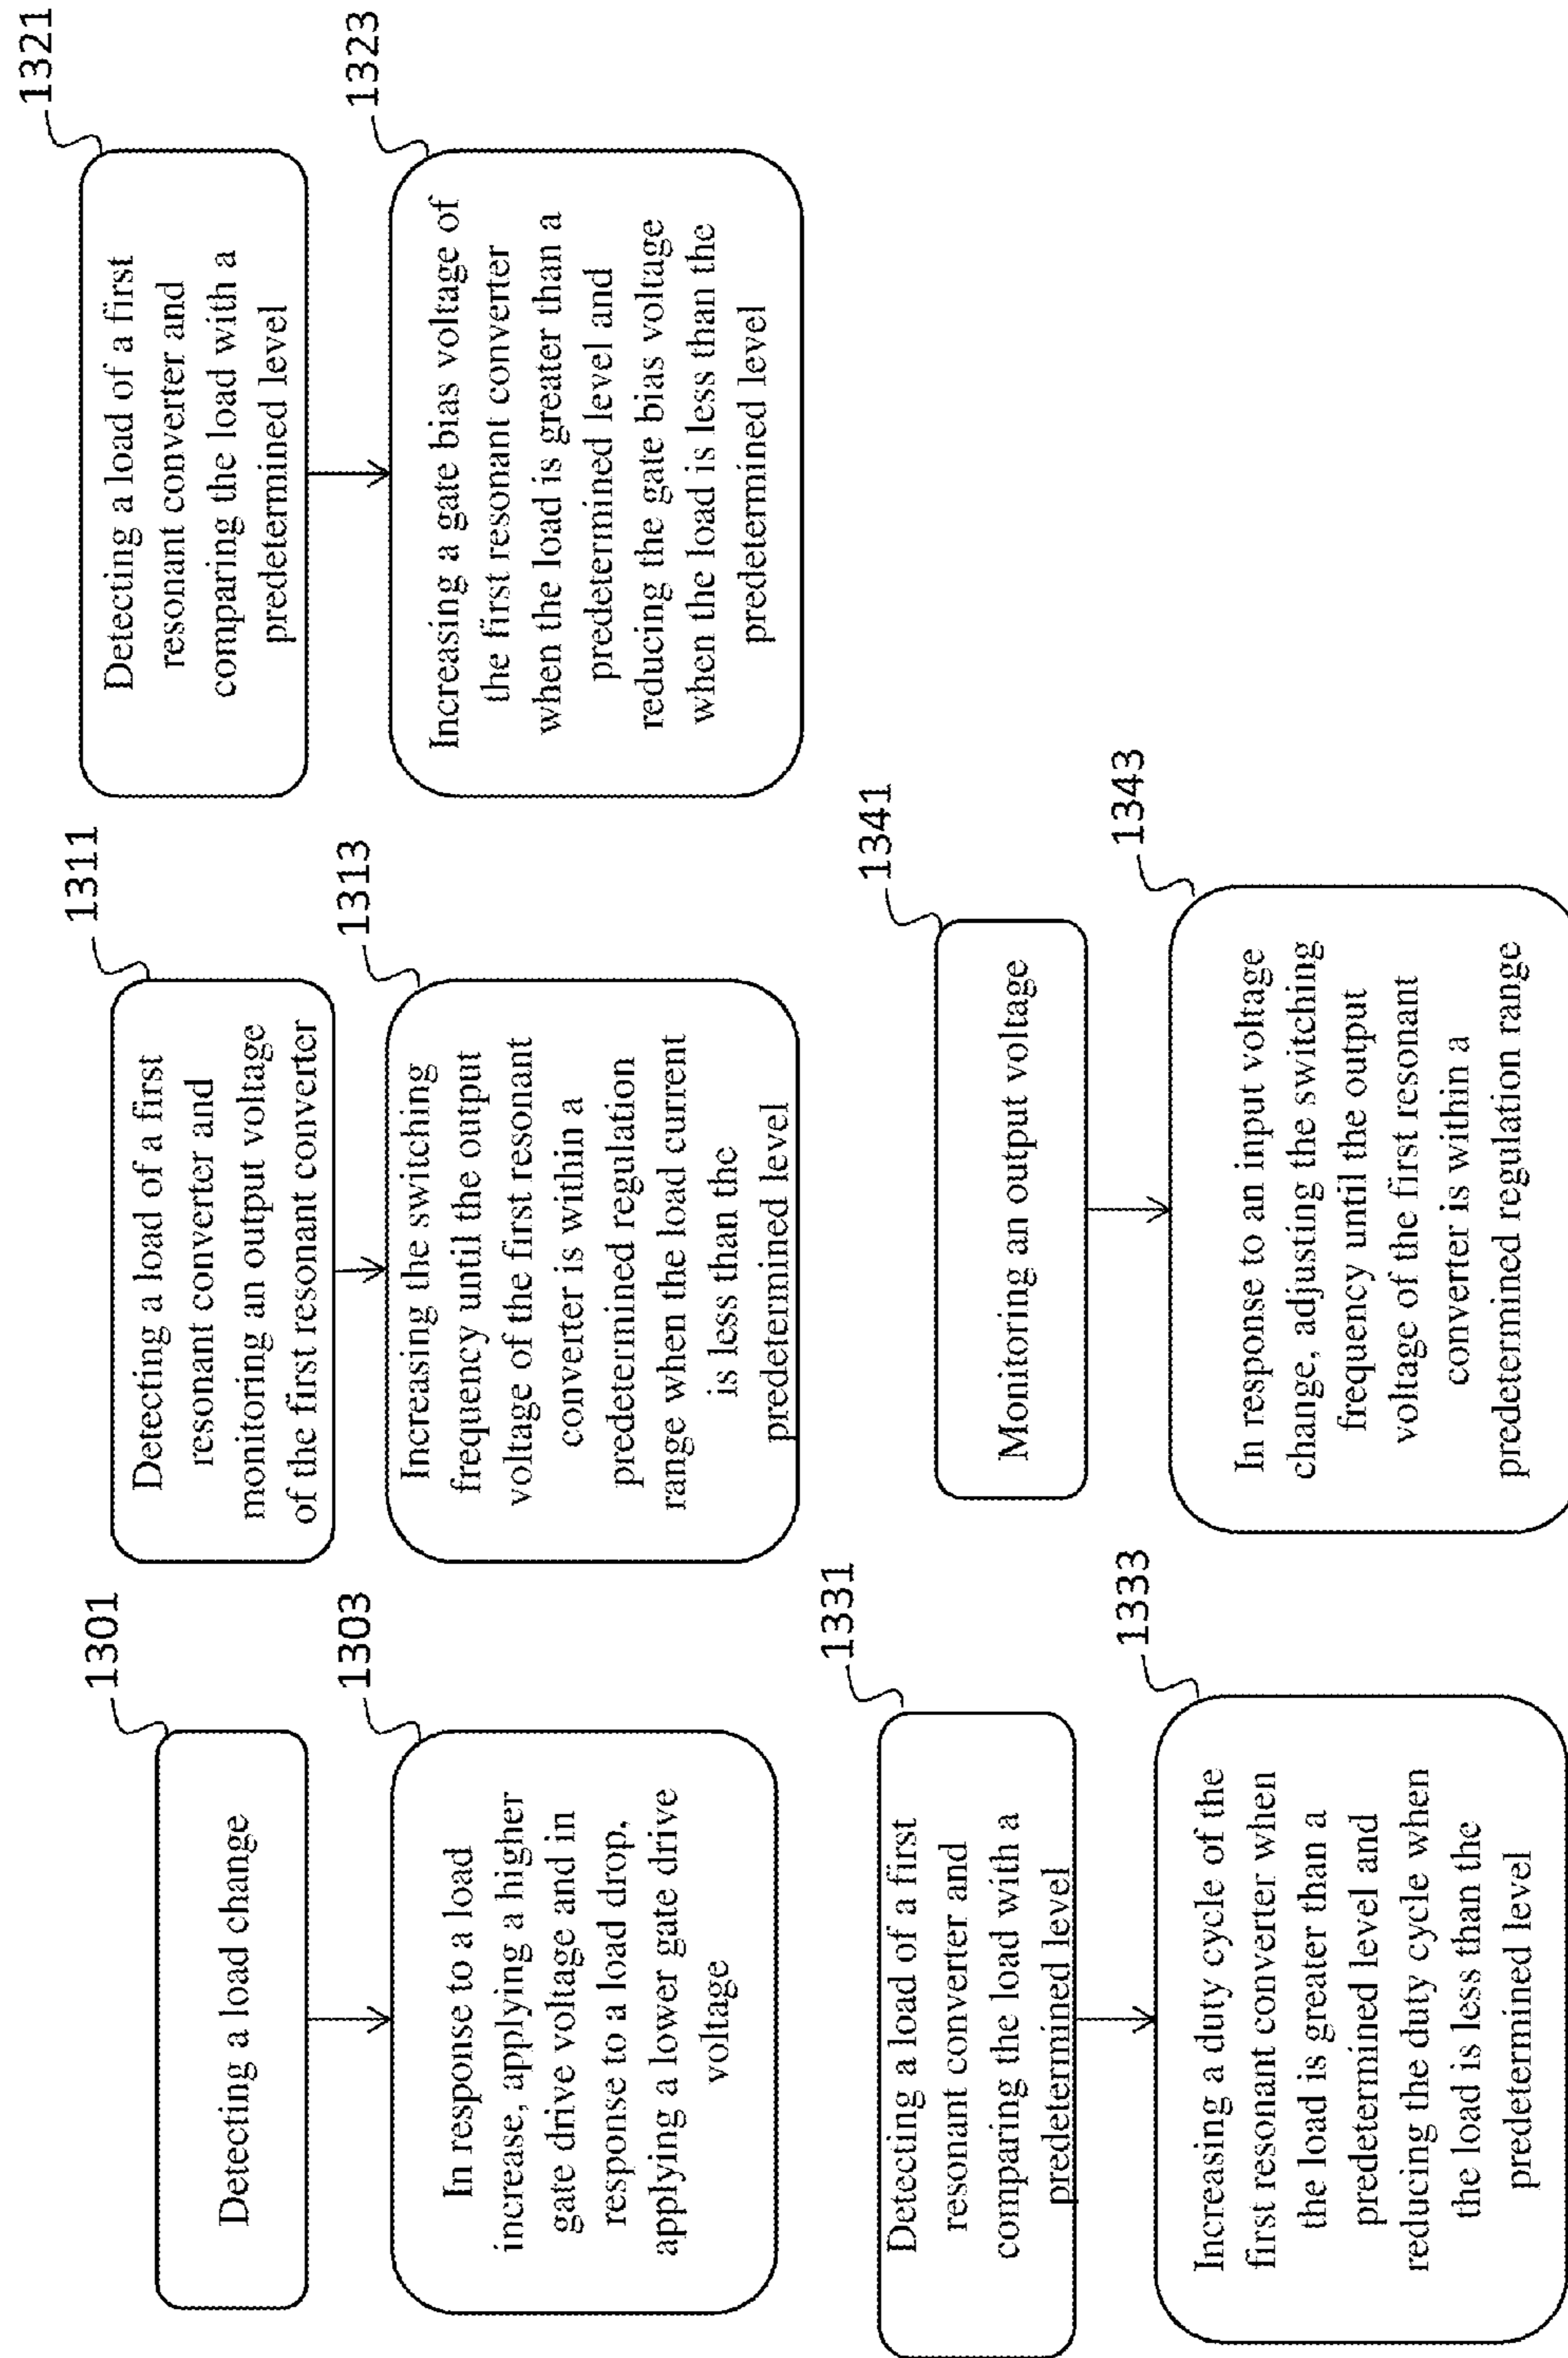 1301
Detecting a load change
1303
In response to a load
increase, applying a higher
gate drive voltage and in
response to a load drop,
applying a lower gate drive
voltage
1311
Detecting a load of a first
resonant converter and
monitoring an output voltage
of the first resonant converter
1313
Increasing the switching
frequency until the output
voltage of the first resonant
converter is within a
predetermined regulation
range when the load current
is less than the
predetermined level
1321
Detecting a load of a first
resonant converter and
comparing the load with a
predetermined level
1323
Increasing a gate bias voltage of
the first resonant converter
when the load is greater than a
predetermined level and
reducing the gate bias voltage
when the load is less than the
predetermined level
1331
Detecting a load of a first
resonant converter and
comparing the load with a
predetermined level
1333
Increasing a duty cycle of the
first resonant converter when
the load is greater than a
predetermined level and
reducing the duty cycle when
the load is less than the
predetermined level
1341
Monitoring an output voltage
1343
In response to an input voltage
change, adjusting the switching
frequency until the output
voltage of the first resonant
converter is within a
predetermined regulation range